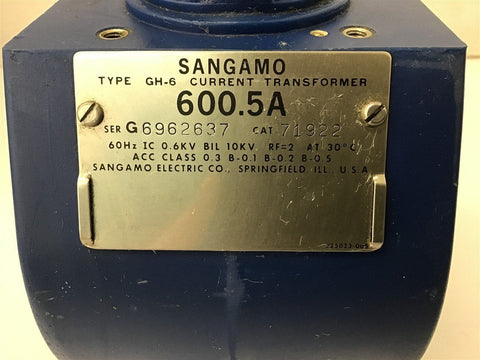 SANGAMO
TYPE GH-6 CURRENT TRANSFORMER
600.5A
SER G6962637 CAT 71922
60Hz IC 0.6KV BIL 10KV RF=2 AT 30°C
ACC CLASS 0.3 B-0.1 B-0.2 B-0.5
SANGAMO ELECTRIC CO., SPRINGFIELD, ILL., U.S.A